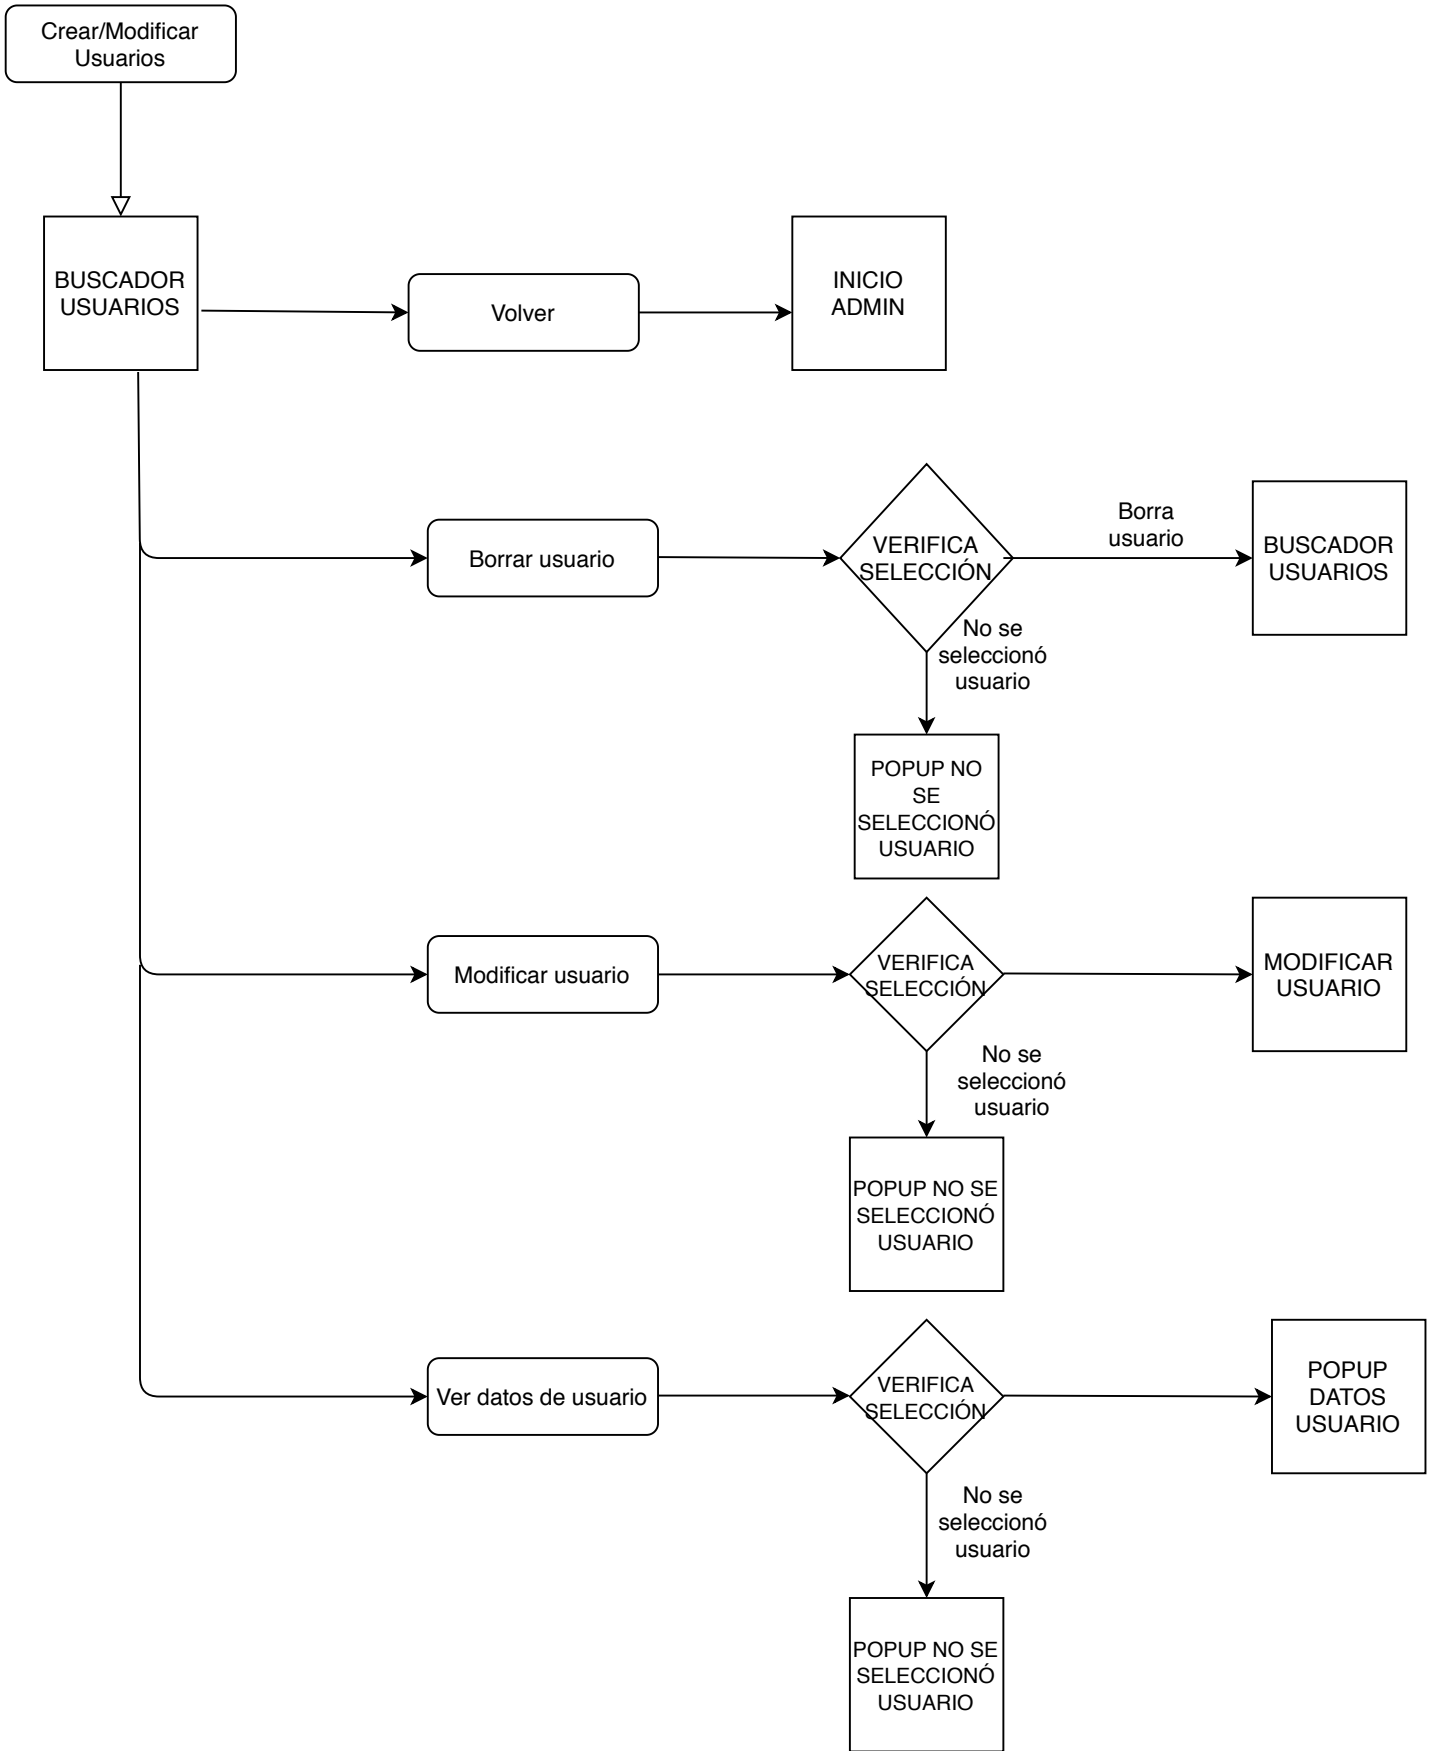 Crear/Modificar
Usuarios
BUSCADOR
USUARIOS
Volver
INICIO
ADMIN
Borrar usuario
VERIFICA
SELECCIÓN
Borra
usuario
BUSCADOR
USUARIOS
No se
seleccionó
usuario
POPUP NO
SE
SELECCIONÓ
USUARIO
Modificar usuario
VERIFICA
SELECCIÓN
MODIFICAR
USUARIO
No se
seleccionó
usuario
POPUP NO SE
SELECCIONÓ
USUARIO
Ver datos de usuario
VERIFICA
SELECCIÓN
POPUP
DATOS
USUARIO
No se
seleccionó
usuario
POPUP NO SE
SELECCIONÓ
USUARIO